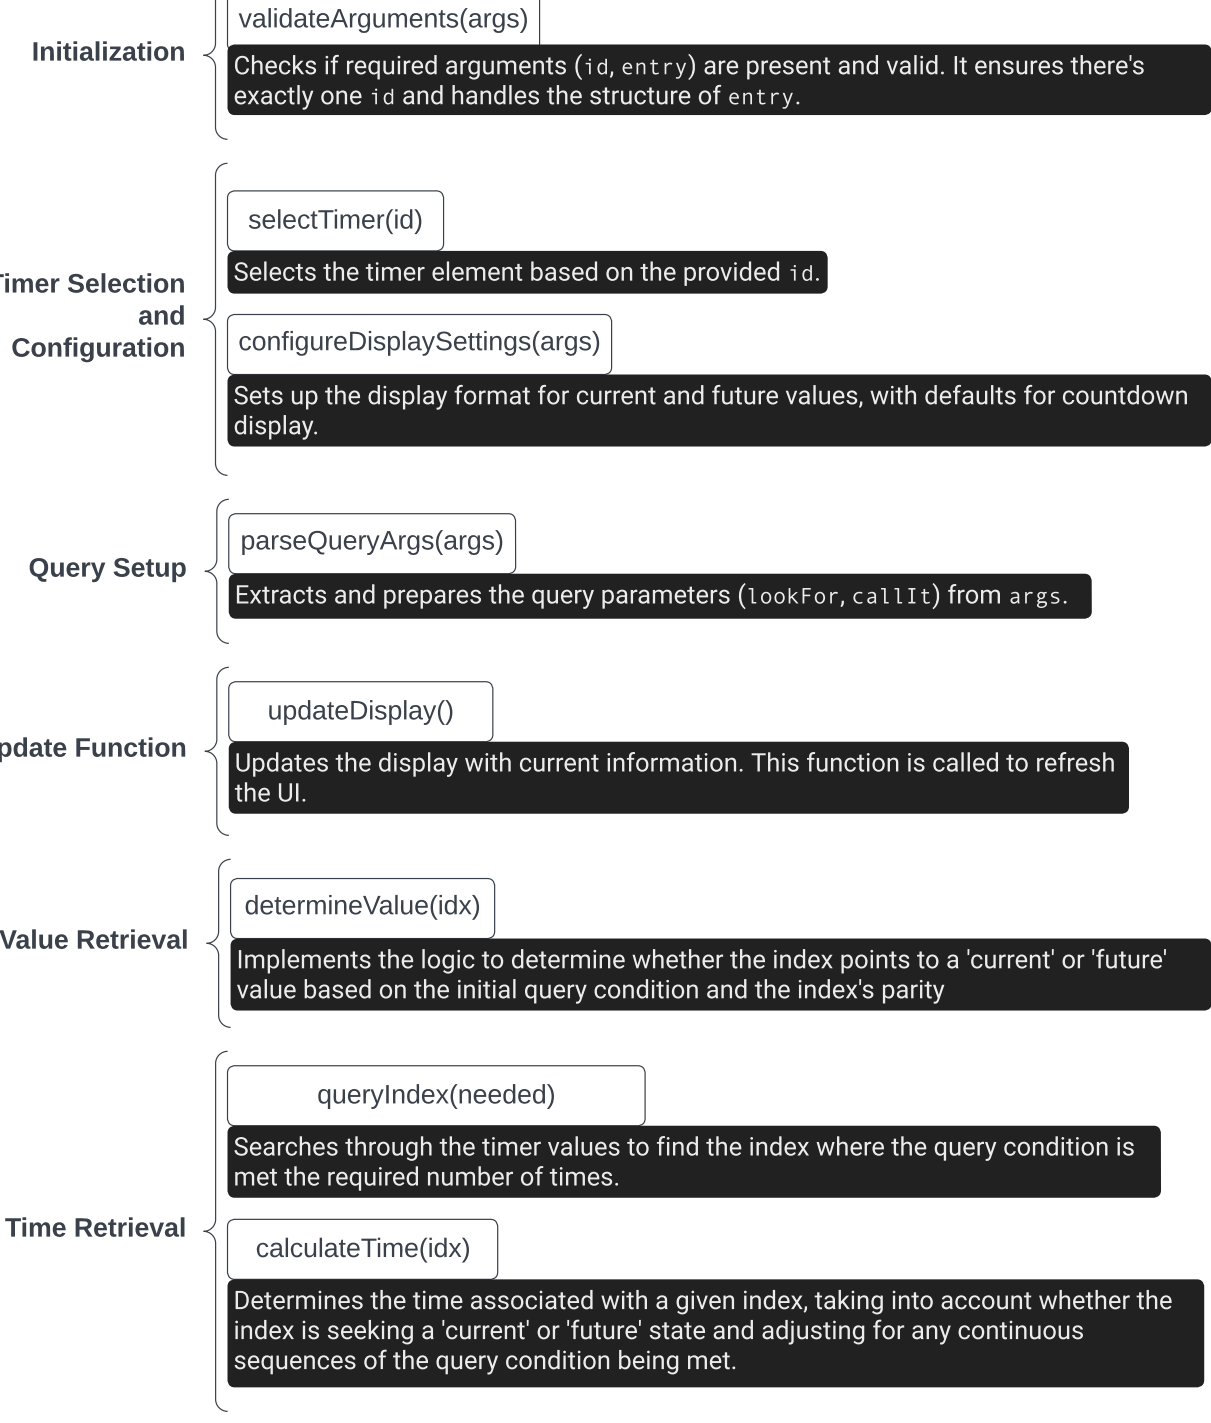 validateArguments(args)
Initialization
Checks if required arguments (id, entry) are present and valid. It ensures there's
exactly one id and handles the structure of entry.
selectTimer(id)
Selects the timer element based on the provided id.
Timer Selection
and
Configuration
configureDisplaySettings(args)
Sets up the display format for current and future values, with defaults for countdown
display.
parseQueryArgs(args)
Query Setup
Extracts and prepares the query parameters (lookFor, callIt) from args.
updateDisplay()
pdate Function
Updates the display with current information. This function is called to refresh
the UI.
determineValue(idx)
Value Retrieval
Implements the logic to determine whether the index points to a 'current' or 'future'
value based on the initial query condition and the index's parity
queryIndex(needed)
Searches through the timer values to find the index where the query condition is
met the required number of times.
Time Retrieval
calculateTime(idx)
Determines the time associated with a given index, taking into account whether the
index is seeking a 'current' or 'future' state and adjusting for any continuous
sequences of the query condition being met.